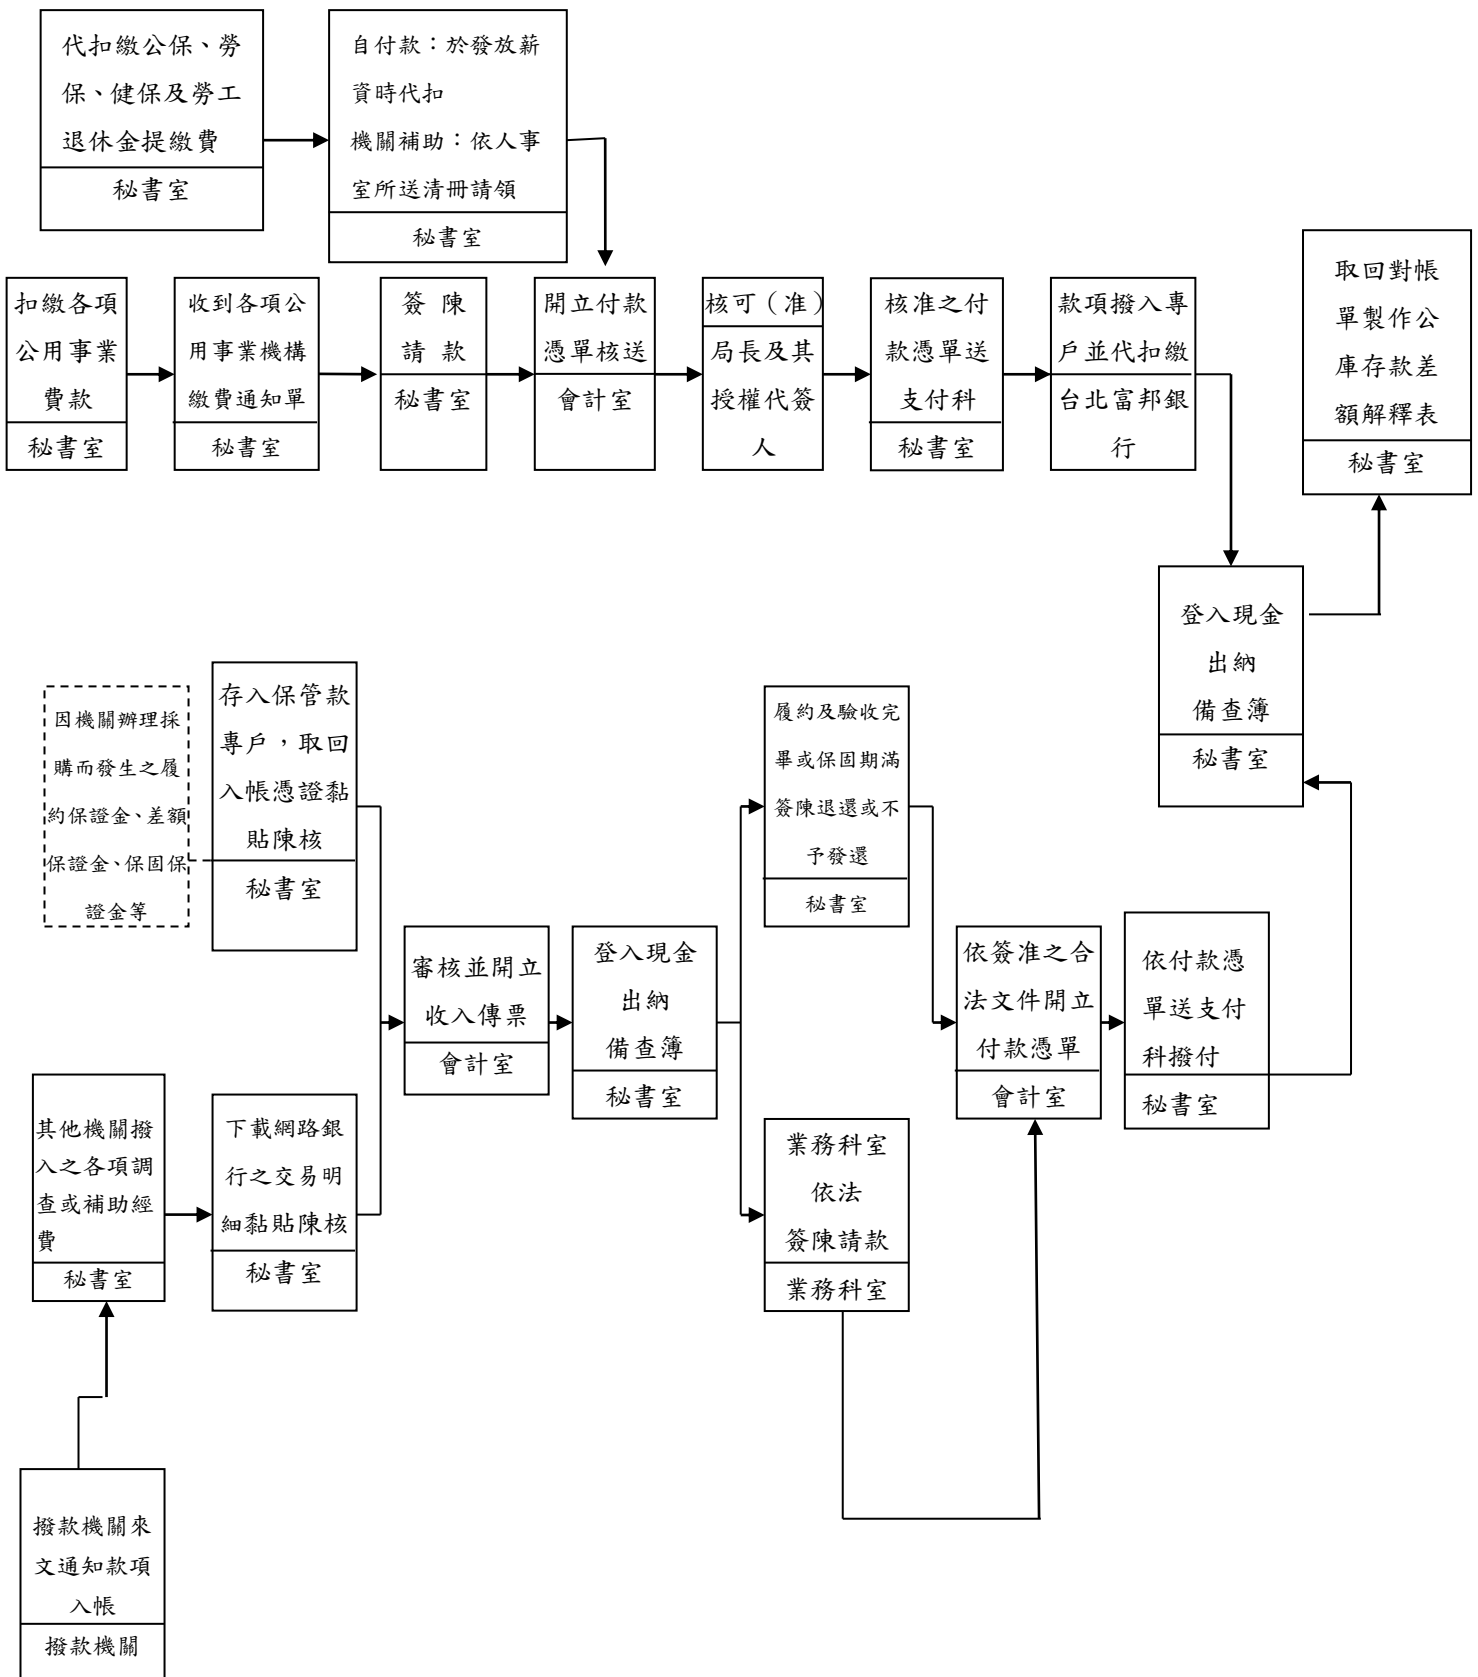 代扣繳公保、勞
保、健保及勞工
退休金提繳費
秘書室
自付款：於發放薪
資時代扣
機關補助：依人事
室所送清冊請領
秘書室
扣繳各項
公用事業
費款
秘書室
收到各項公
用事業機構
繳費通知單
秘書室
簽 陳
請 款
秘書室
開立付款
憑單核送
會計室
核可（准）
局長及其
授權代簽
人
核准之付
款憑單送
支付科
秘書室
款項撥入專
戶並代扣繳
台北富邦銀
行
取回對帳
單製作公
庫存款差
額解釋表
秘書室
登入現金
出納
備查簿
秘書室
因機關辦理採
購而發生之履
約保證金、差額
保證金、保固保
證金等
存入保管款
專戶，取回
入帳憑證黏
貼陳核
秘書室
審核並開立
收入傳票
會計室
登入現金
出納
備查簿
秘書室
履約及驗收完
畢或保固期滿
簽陳退還或不
予發還
秘書室
依簽准之合
法文件開立
付款憑單
會計室
依付款憑
單送支付
科撥付
秘書室
其他機關撥
入之各項調
查或補助經
費
秘書室
下載網路銀
行之交易明
細黏貼陳核
秘書室
業務科室
依法
簽陳請款
業務科室
撥款機關來
文通知款項
入帳
撥款機關